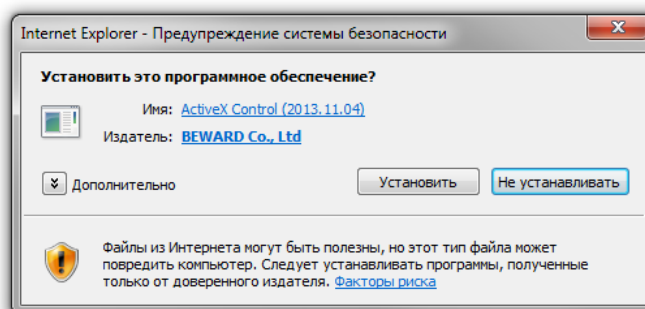 Internet Explorer - Предупреждение системы безопасности
Установить это программное обеспечение?
Имя: ActiveX Control (2013.11.04)
Издатель: BEWARD Co., Ltd
Дополнительно
Установить
Не устанавливать
Файлы из Интернета могут быть полезны, но этот тип файла может
повредить компьютер. Следует устанавливать программы, полученные
только от доверенного издателя. Факторы риска